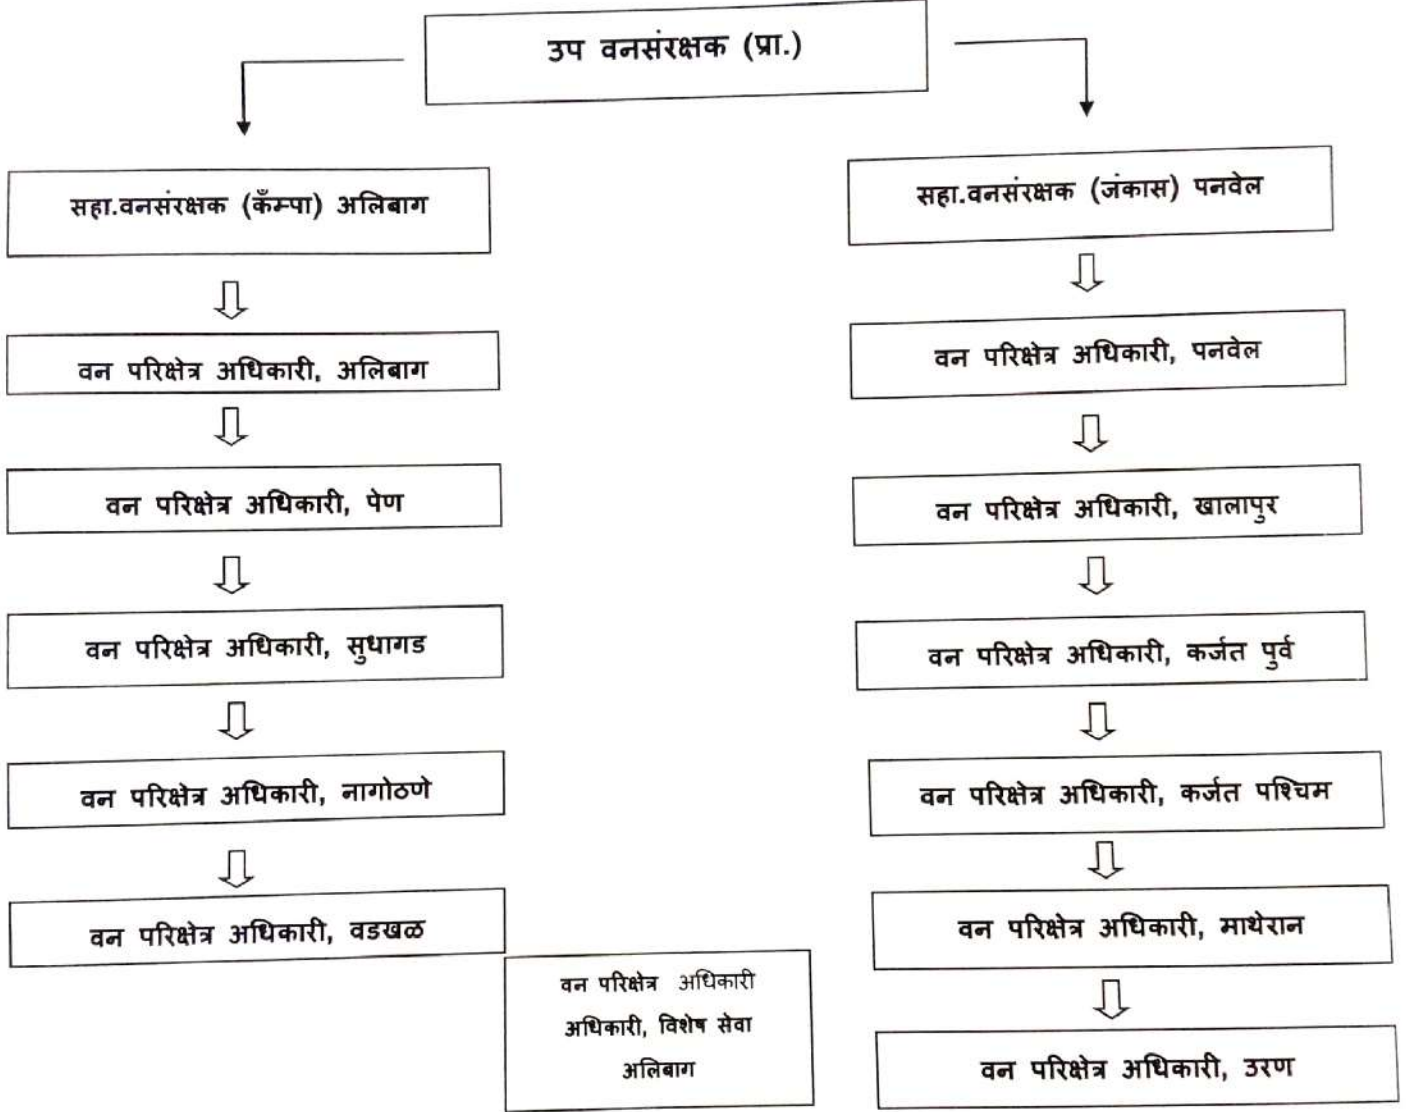 उप वनसंरक्षक (प्रा.)
सहा.वनसंरक्षक (कॅंम्पा) अलिबाग
वन परिक्षेत्र अधिकारी, अलिबाग
वन परिक्षेत्र अधिकारी, पेण
वन परिक्षेत्र अधिकारी, सुधागड
वन परिक्षेत्र अधिकारी, नागोठणे
वन परिक्षेत्र अधिकारी, वडखळ
वन परिक्षेत्र अधिकारी
अधिकारी, विशेष सेवा
अलिबाग
सहा.वनसंरक्षक (जंकास) पनवेल
वन परिक्षेत्र अधिकारी, पनवेल
वन परिक्षेत्र अधिकारी, खालापुर
वन परिक्षेत्र अधिकारी, कर्जत पुर्व
वन परिक्षेत्र अधिकारी, कर्जत पश्चिम
वन परिक्षेत्र अधिकारी, माथेरान
वन परिक्षेत्र अधिकारी, उरण